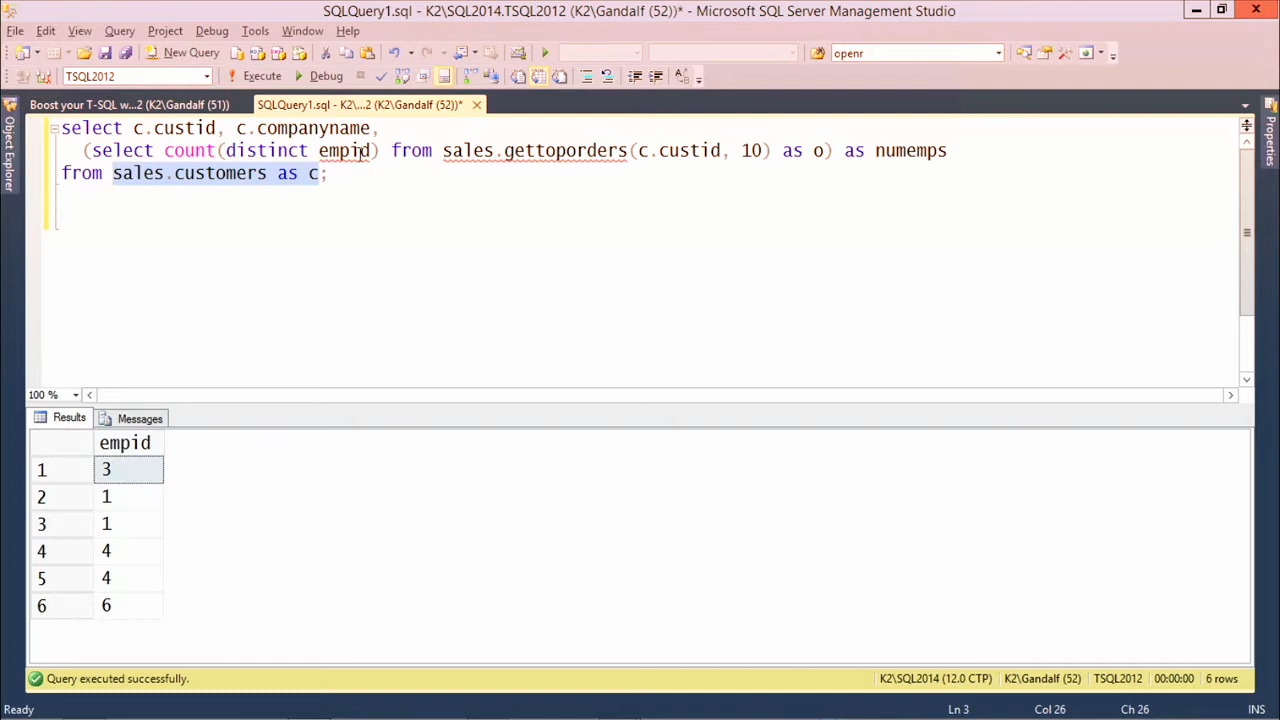 SQLQuery1.sql - K2\SQL2014.TSQL2012 (K2\Gandalf (52))* - Microsoft SQL Server Management Studio
File Edit View Query Project Debug Tools Window Help
New Query openr
TSQL2012 Execute Debug
Boost your T-SQL w...2 (K2\Gandalf (51)) SQLQuery1.sql - K2\...2 (K2\Gandalf (52))*
Object Explorer
Properties
select c.custid, c.companyname,
(select count(distinct empid) from sales.gettoporders(c.custid, 10) as o) as numemps
from sales.customers as c;
100 %
Results Messages
empid
1 3
2 1
3 1
4 4
5 4
6 6
Query executed successfully. K2\SQL2014 (12.0 CTP) K2\Gandalf (52) TSQL2012 00:00:00 6 rows
Ready Ln 3 Col 26 Ch 26 INS